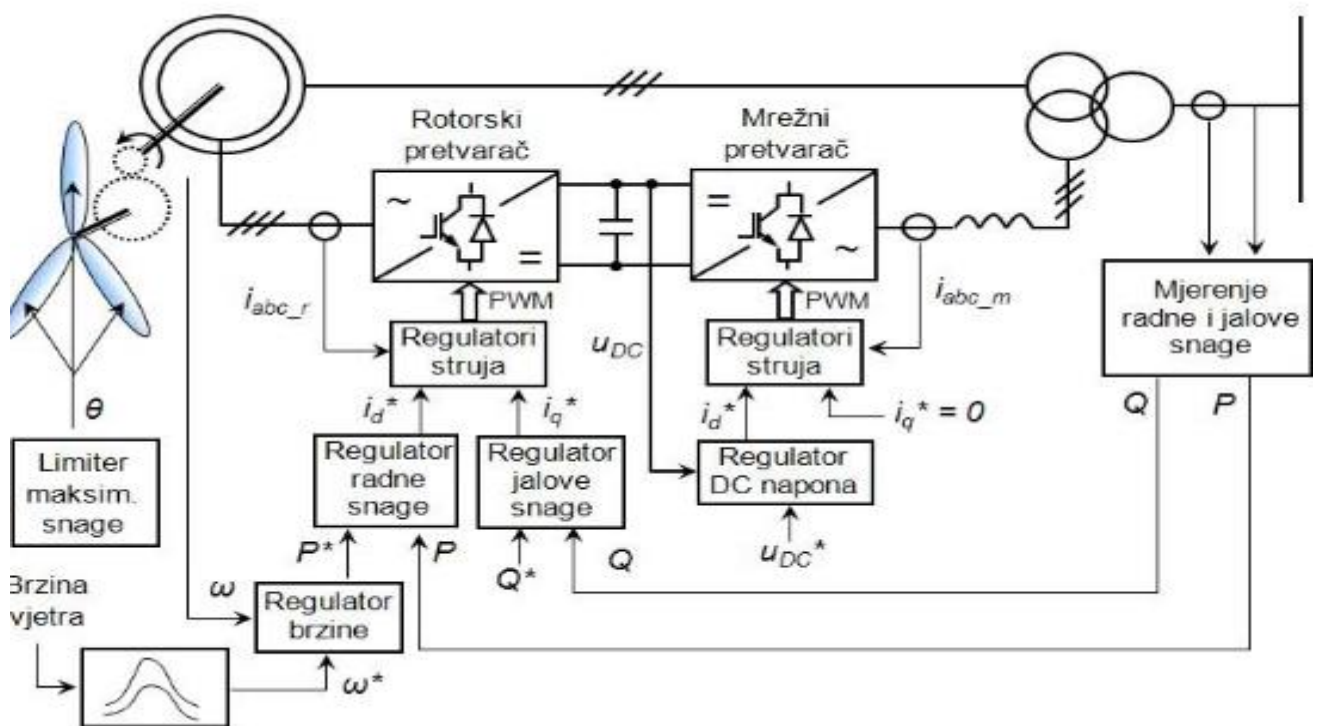 Rotorski
pretvarač
Mrežni
pretvarač
~
=
=
~
i_abc_r
PWM
u_DC
PWM
i_abc_m
Mjerenje
radne i jalove
snage
Regulatori
struja
Regulatori
struja
θ
i_d*
i_q*
i_d*
i_q* = 0
Q
P
Limiter
maksim.
snage
Regulator
radne
snage
Regulator
jalove
snage
Regulator
DC napona
P*
P
Q*
Q
u_DC*
Brzina
vjetra
ω
Regulator
brzine
ω*